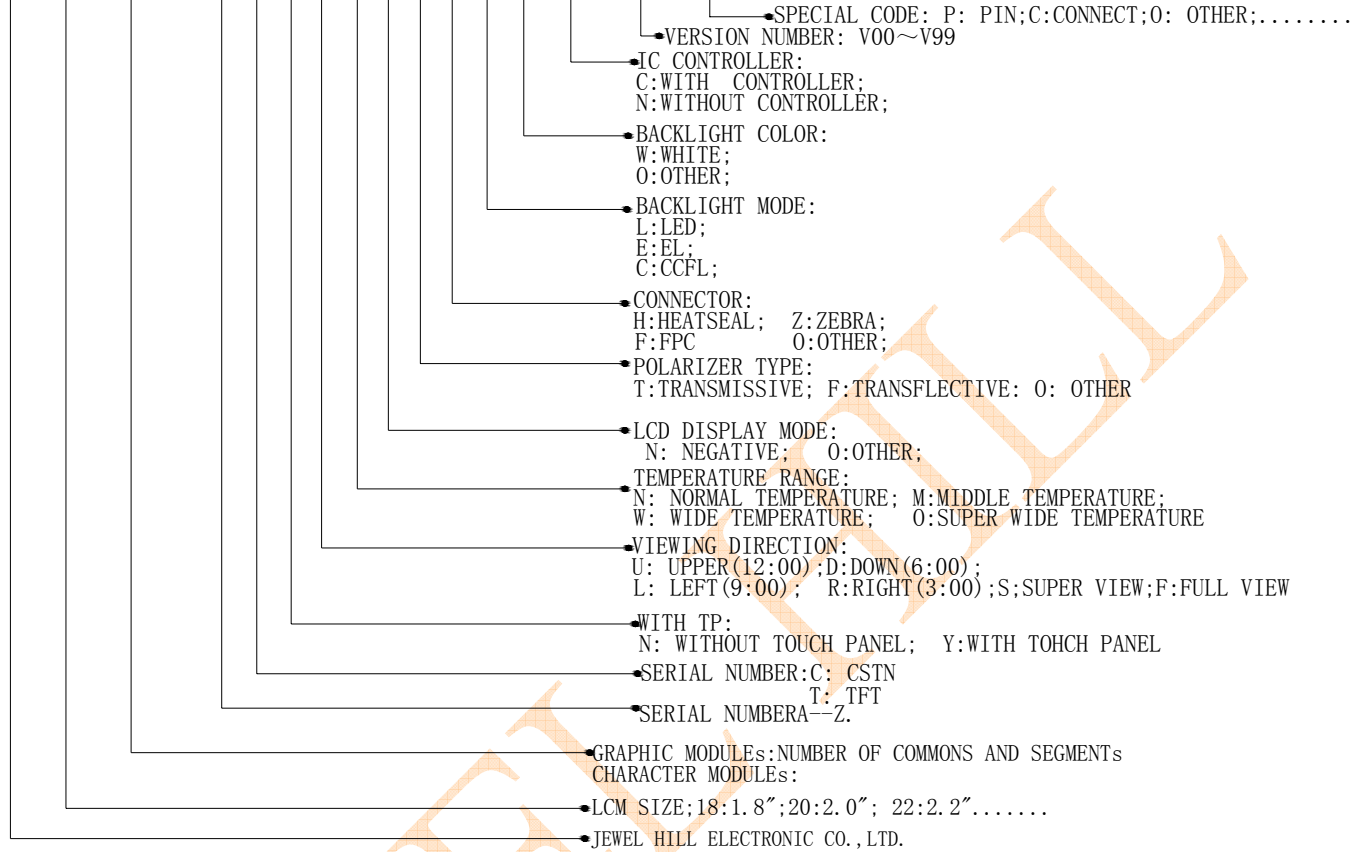 SPECIAL CODE: P: PIN;C:CONNECT;O: OTHER;........
VERSION NUMBER: V00～V99
IC CONTROLLER:
C:WITH CONTROLLER;
N:WITHOUT CONTROLLER;
BACKLIGHT COLOR:
W:WHITE;
O:OTHER;
BACKLIGHT MODE:
L:LED;
E:EL;
C:CCFL;
CONNECTOR:
H:HEATSEAL; Z:ZEBRA;
F:FPC O:OTHER;
POLARIZER TYPE:
T:TRANSMISSIVE; F:TRANSFLECTIVE: O: OTHER
LCD DISPLAY MODE:
N: NEGATIVE; O:OTHER;
TEMPERATURE RANGE:
N: NORMAL TEMPERATURE; M:MIDDLE TEMPERATURE;
W: WIDE TEMPERATURE; O:SUPER WIDE TEMPERATURE
VIEWING DIRECTION:
U: UPPER(12:00);D:DOWN(6:00);
L: LEFT(9:00); R:RIGHT(3:00);S;SUPER VIEW;F:FULL VIEW
WITH TP:
N: WITHOUT TOUCH PANEL; Y:WITH TOHCH PANEL
SERIAL NUMBER:C: CSTN
T: TFT
SERIAL NUMBERA--Z.
GRAPHIC MODULEs:NUMBER OF COMMONS AND SEGMENTs
CHARACTER MODULEs:
LCM SIZE;18:1.8″;20:2.0″; 22:2.2″.......
JEWEL HILL ELECTRONIC CO.,LTD.
EL HILL